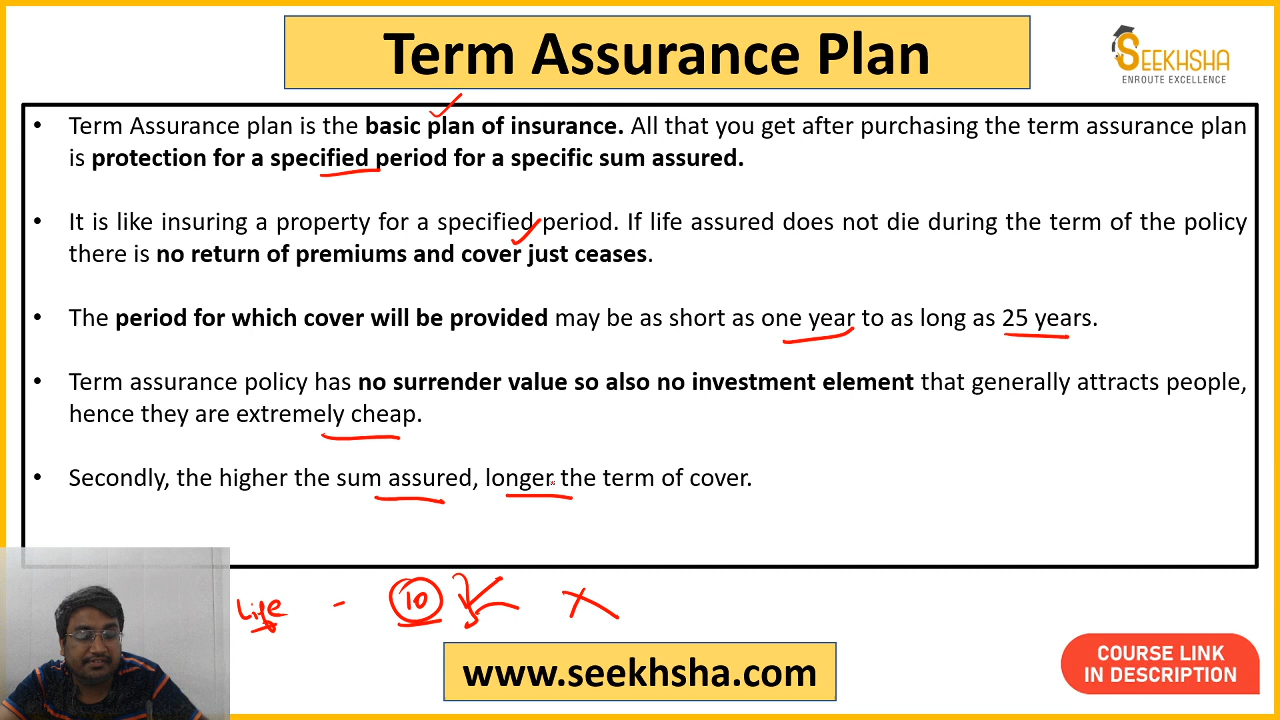 Term Assurance Plan
SEEKHSHA
ENROUTE EXCELLENCE
• Term Assurance plan is the basic plan of insurance. All that you get after purchasing the term assurance plan
is protection for a specified period for a specific sum assured.
• It is like insuring a property for a specified period. If life assured does not die during the term of the policy
there is no return of premiums and cover just ceases.
• The period for which cover will be provided may be as short as one year to as long as 25 years.
• Term assurance policy has no surrender value so also no investment element that generally attracts people,
hence they are extremely cheap.
• Secondly, the higher the sum assured, longer the term of cover.
Life - 10
www.seekhsha.com
COURSE LINK
IN DESCRIPTION